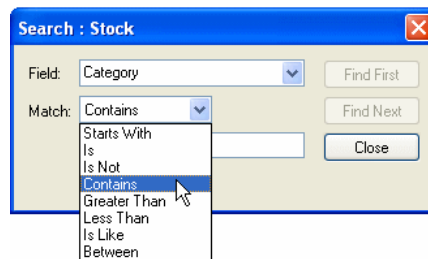 Search : Stock
Field: Category Find First
Match: Contains Find Next
Starts With
Is Close
Is Not
Contains
Greater Than
Less Than
Is Like
Between